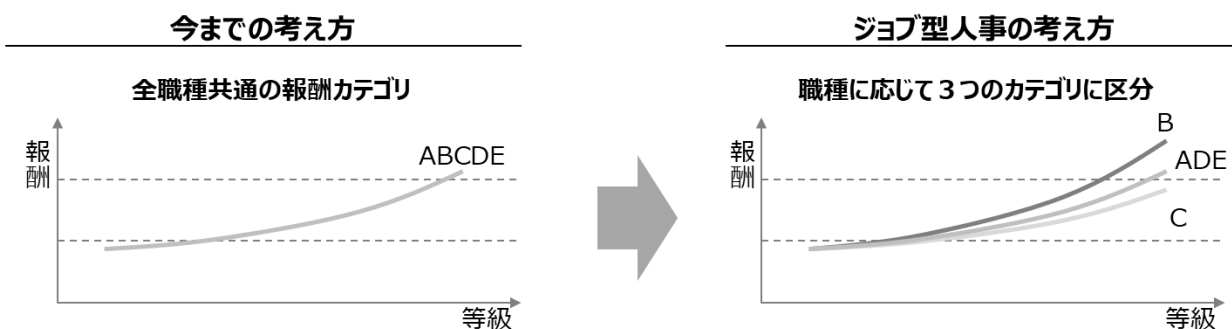 今までの考え方
全職種共通の報酬カテゴリ
報酬
ABCDE
等級
ジョブ型人事の考え方
職種に応じて３つのカテゴリに区分
報酬
B
ADE
C
等級